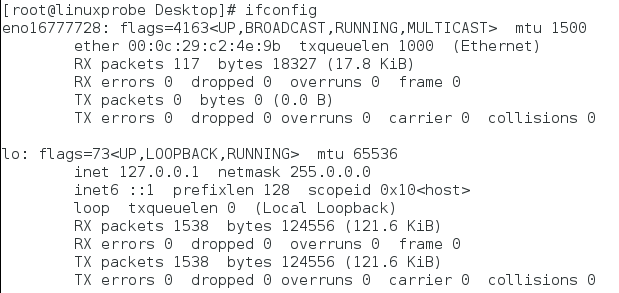 [root@linuxprobe Desktop]# ifconfig
eno16777728: flags=4163<UP,BROADCAST,RUNNING,MULTICAST>  mtu 1500
        ether 00:0c:29:c2:4e:9b  txqueuelen 1000  (Ethernet)
        RX packets 117  bytes 18327 (17.8 KiB)
        RX errors 0  dropped 0  overruns 0  frame 0
        TX packets 0  bytes 0 (0.0 B)
        TX errors 0  dropped 0 overruns 0  carrier 0  collisions 0
lo: flags=73<UP,LOOPBACK,RUNNING>  mtu 65536
        inet 127.0.0.1  netmask 255.0.0.0
        inet6 ::1  prefixlen 128  scopeid 0x10<host>
        loop  txqueuelen 0  (Local Loopback)
        RX packets 1538  bytes 124556 (121.6 KiB)
        RX errors 0  dropped 0  overruns 0  frame 0
        TX packets 1538  bytes 124556 (121.6 KiB)
        TX errors 0  dropped 0 overruns 0  carrier 0  collisions 0